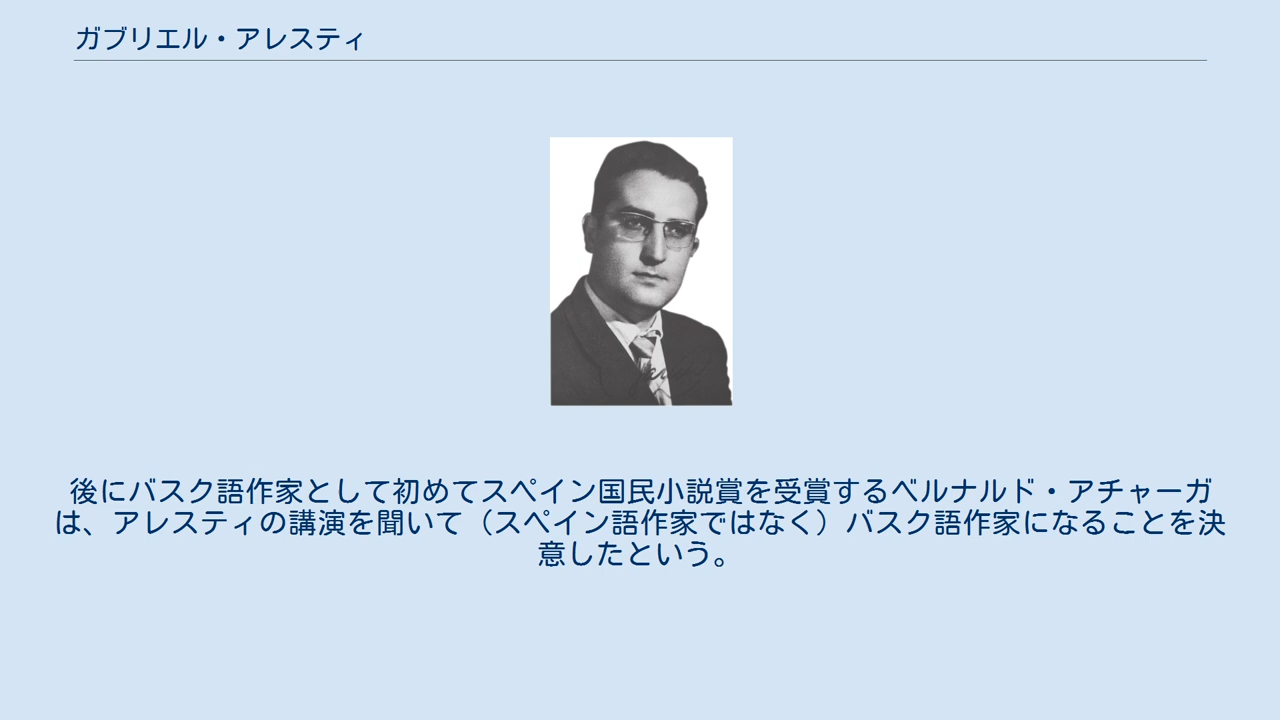 ガブリエル・アレスティ
後にバスク語作家として初めてスペイン国民小説賞を受賞するベルナルド・アチャーガ
は、アレスティの講演を聞いて（スペイン語作家ではなく）バスク語作家になることを決
意したという。